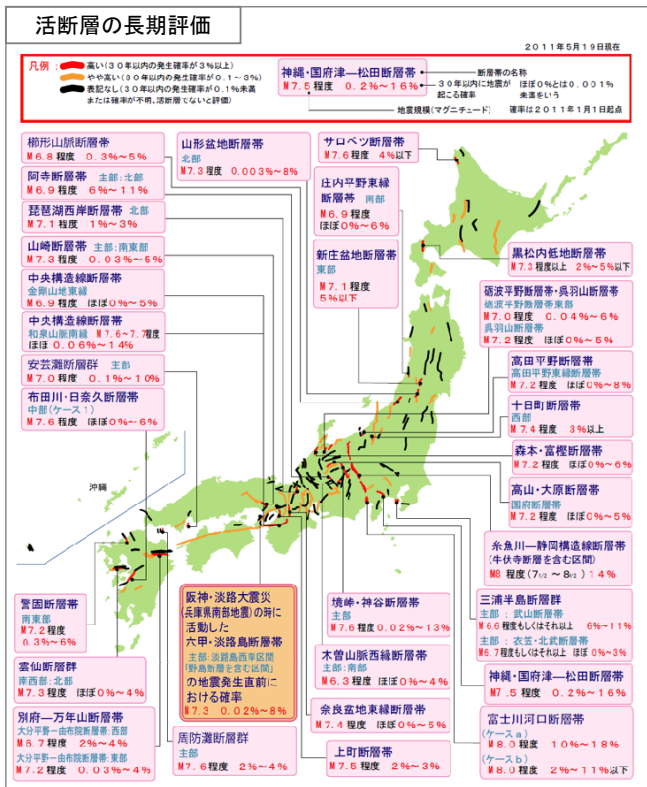 活断層の長期評価
2011年5月19日現在
凡例:
高い(30年以内の発生確率が3%以上)
やや高い(30年以内の発生確率が0.1~3%)
表記なし(30年以内の発生確率が0.1%未満
または確率が不明、活断層でないと評価)
神縄・国府津―松田断層帯
M7.5 程度 0.2%~16%
断層帯の名称
30年以内に地震が
起こる確率
ほぼ0%とは0.001%
未満をいう
地震規模(マグニチュード)
確率は2011年1月1日起点
櫛形山脈断層帯
M6.8 程度 0.3%~5%
阿寺断層帯 主部:北部
M6.9 程度 6%~11%
琵琶湖西岸断層帯 北部
M7.1 程度 1%~3%
山崎断層帯 主部:南東部
M7.3 程度 0.03%~5%
中央構造線断層帯
金剛山地東縁
M6.9 程度 ほぼ0%~5%
中央構造線断層帯
和泉山脈南縁 M7.6~7.7程度
ほぼ 0.06%~14%
安芸灘断層群 主部
M7.0 程度 0.1%~10%
布田川・日奈久断層帯
中部(ケース1)
M7.6 程度 ほぼ0%~6%
山形盆地断層帯
北部
M7.3 程度 0.003%~8%
サロベツ断層帯
M7.6 程度 4%以下
庄内平野東縁
断層帯 南部
M6.9 程度
ほぼ0%~6%
新庄盆地断層帯
東部
M7.1 程度
5%以下
黒松内低地断層帯
M7.3 程度以上 2%~5%以下
砺波平野断層帯・呉羽山断層帯
砺波平野断層帯東部
M7.0 程度 0.04%~6%
呉羽山断層帯
M7.2 程度 ほぼ0%~5%
高田平野断層帯
高田平野東縁断層帯
M7.2 程度 ほぼ0%~8%
十日町断層帯
西部
M7.4 程度 3%以上
森本・富樫断層帯
M7.2 程度 ほぼ0%~6%
高山・大原断層帯
国府断層帯
M7.2 程度 ほぼ0%~5%
糸魚川―静岡構造線断層帯
(牛伏寺断層を含む区間)
M8 程度(7 1/2 ~ 8 1/2) 14%
三浦半島断層群
主部:武山断層帯
M6.6 程度もしくはそれ以上 6%~11%
主部:衣笠・北武断層帯
M6.7 程度もしくはそれ以上 ほぼ 0%~3%
神縄・国府津―松田断層帯
M7.5 程度 0.2%~16%
富士川河口断層帯
(ケースa)
M8.0 程度 10%~18%
(ケースb)
M8.0 程度 2%~11%以下
沖縄
警固断層帯
南東部
M7.2 程度
0.3%~6%
雲仙断層群
南西部:北部
M7.3 程度 ほぼ0%~4%
別府―万年山断層帯
大分平野―由布院断層帯:西部
M6.7 程度 2%~4%
大分平野―由布院断層帯:東部
M7.2 程度 0.03%~4%
阪神・淡路大震災
(兵庫県南部地震)の時に
活動した
六甲・淡路島断層帯
主部:淡路島西岸区間
「野島断層を含む区間」
の地震発生直前に
おける確率
M7.3 0.02%~8%
周防灘断層群
主部
M7.6 程度 2%~4%
境峠・神谷断層帯
主部
M7.6 程度 0.02%~13%
木曽山脈西縁断層帯
主部:南部
M6.3 程度 ほぼ0%~4%
奈良盆地東縁断層帯
M7.4 程度 ほぼ0%~5%
上町断層帯
M7.5 程度 2%~3%